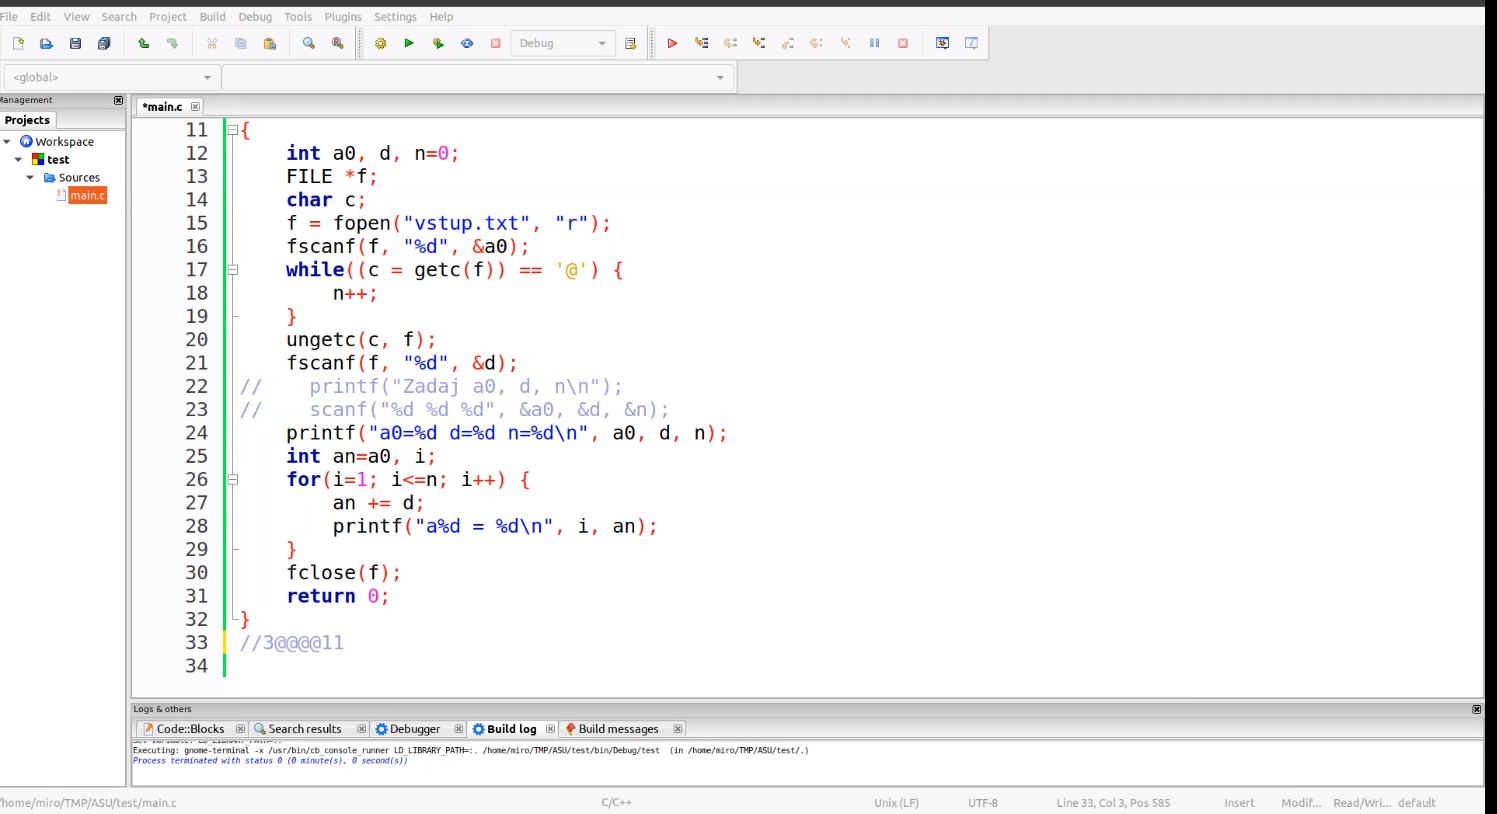 File Edit View Search Project Build Debug Tools Plugins Settings Help
Debug
<global>
Management
Projects
Workspace
test
Sources
main.c
*main.c
11 {
12     int a0, d, n=0;
13     FILE *f;
14     char c;
15     f = fopen("vstup.txt", "r");
16     fscanf(f, "%d", &a0);
17     while((c = getc(f)) == '@') {
18         n++;
19     }
20     ungetc(c, f);
21     fscanf(f, "%d", &d);
22 //    printf("Zadaj a0, d, n\n");
23 //    scanf("%d %d %d", &a0, &d, &n);
24     printf("a0=%d d=%d n=%d\n", a0, d, n);
25     int an=a0, i;
26     for(i=1; i<=n; i++) {
27         an += d;
28         printf("a%d = %d\n", i, an);
29     }
30     fclose(f);
31     return 0;
32 }
33 //3@@@@11
34
Logs & others
Code::Blocks Search results Debugger Build log Build messages
Executing: gnome-terminal -x /usr/bin/cb_console_runner LD_LIBRARY_PATH=:. /home/miro/TMP/ASU/test/bin/Debug/test  (in /home/miro/TMP/ASU/test/.)
Process terminated with status 0 (0 minute(s), 0 second(s))
/home/miro/TMP/ASU/test/main.c C/C++ Unix (LF) UTF-8 Line 33, Col 3, Pos 585 Insert Modif... Read/Wri... default